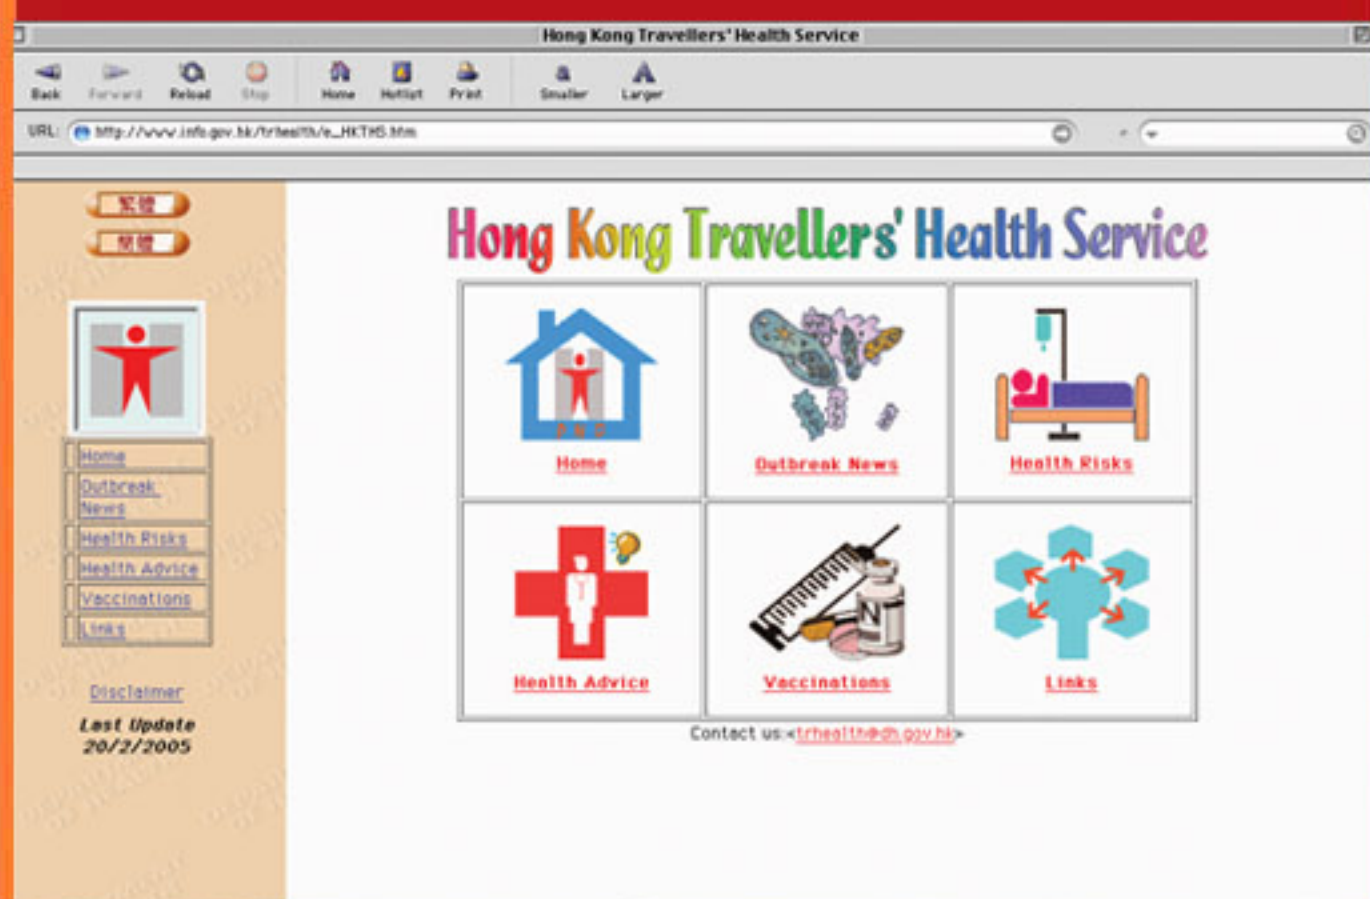 Hong Kong Travellers' Health Service
Back Forward Reload Stop Home Hotlist Print Smaller Larger
URL: http://www.info.gov.hk/trhealth/e_HKTHS.htm
繁體
簡體
Home
Outbreak
News
Health Risks
Health Advice
Vaccinations
Links
Disclaimer
Last Update
20/2/2005
Hong Kong Travellers' Health Service
Home Outbreak News Health Risks
N
Health Advice Vaccinations Links
Contact us:<trhealth@dh.gov.hk>